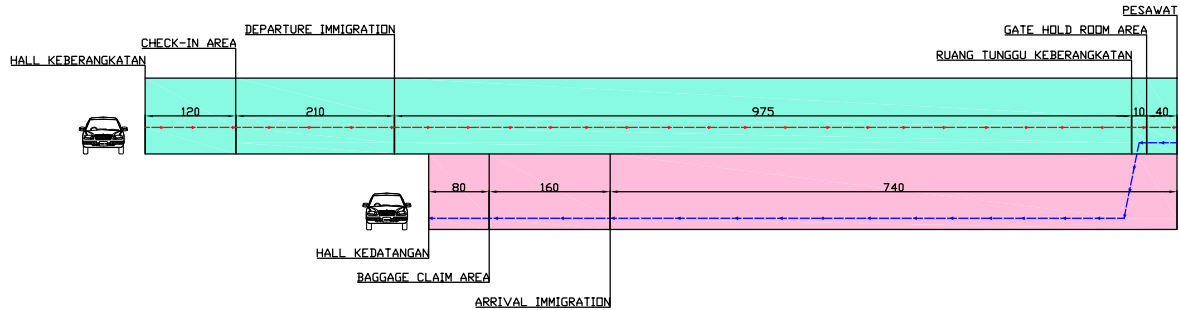 PESAWAT
DEPARTURE IMMIGRATION
GATE HOLD ROOM AREA
CHECK-IN AREA
RUANG TUNGGU KEBERANGKATAN
HALL KEBERANGKATAN
120
210
975
10
40
80
160
740
HALL KEDATANGAN
BAGGAGE CLAIM AREA
ARRIVAL IMMIGRATION